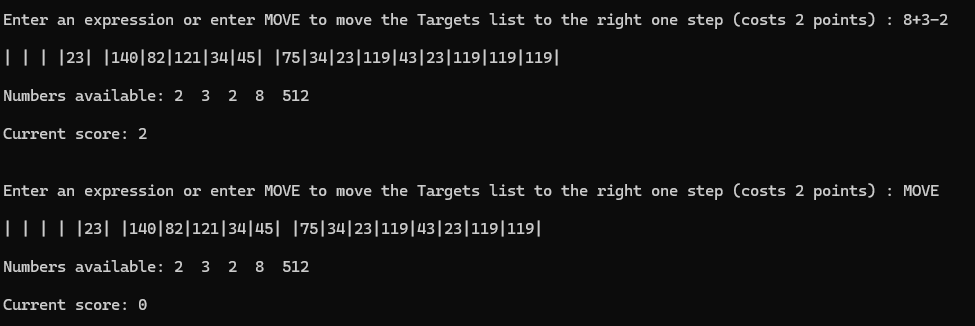 Enter an expression or enter MOVE to move the Targets list to the right one step (costs 2 points) : 8+3-2
| | | |23| |140|82|121|34|45| |75|34|23|119|43|23|119|119|119|
Numbers available: 2  3  2  8  512
Current score: 2
Enter an expression or enter MOVE to move the Targets list to the right one step (costs 2 points) : MOVE
| | | | |23| |140|82|121|34|45| |75|34|23|119|43|23|119|119|
Numbers available: 2  3  2  8  512
Current score: 0